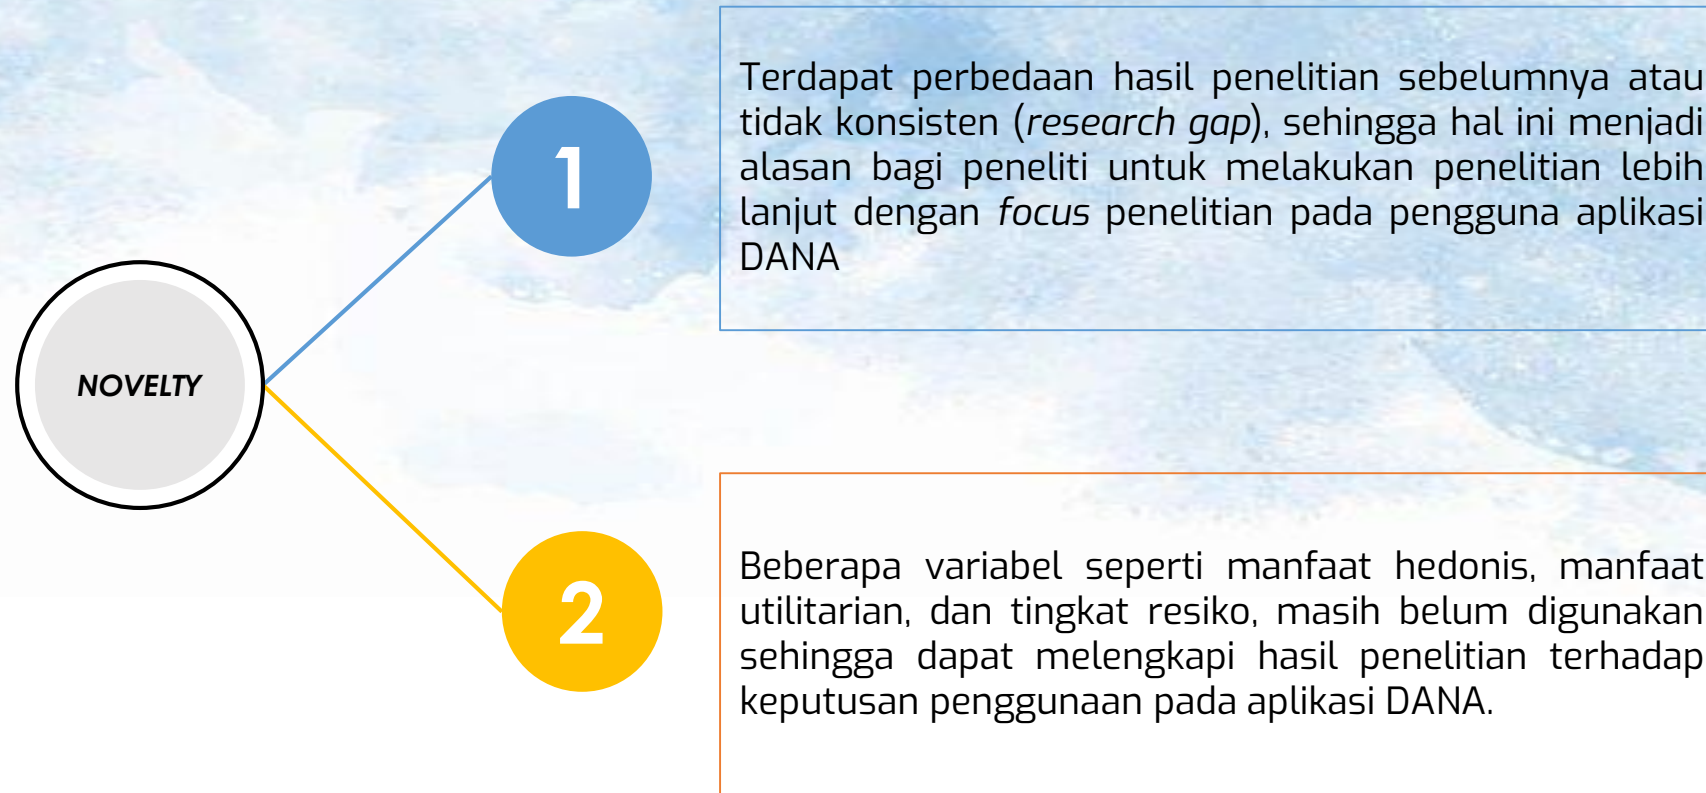 Terdapat perbedaan hasil penelitian sebelumnya atau
tidak konsisten (research gap), sehingga hal ini menjadi
alasan bagi peneliti untuk melakukan penelitian lebih
lanjut dengan focus penelitian pada pengguna aplikasi
DANA
1
NOVELTY
2
Beberapa variabel seperti manfaat hedonis, manfaat
utilitarian, dan tingkat resiko, masih belum digunakan
sehingga dapat melengkapi hasil penelitian terhadap
keputusan penggunaan pada aplikasi DANA.